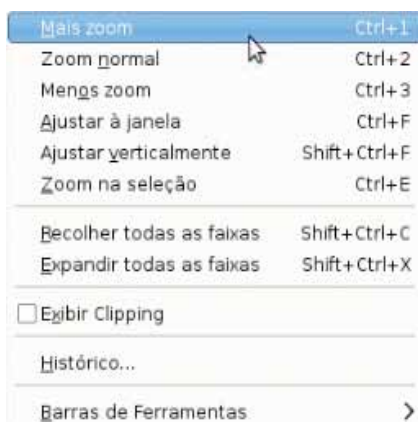 Mais zoom Ctrl+1
Zoom normal Ctrl+2
Menos zoom Ctrl+3
Ajustar à janela Ctrl+F
Ajustar verticalmente Shift+Ctrl+F
Zoom na seleção Ctrl+E
Recolher todas as faixas Shift+Ctrl+C
Expandir todas as faixas Shift+Ctrl+X
Exibir Clipping
Histórico...
Barras de Ferramentas